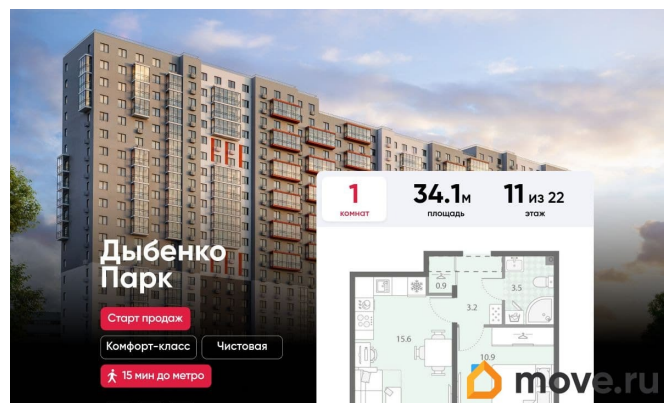 1
комнат
34.1м
площадь
11 из 22
этаж
Дыбенко
Парк
Старт продаж
Комфорт-класс
Чистовая
15 мин до метро
0.9
3.5
3.2
15.6
10.9
move.ru